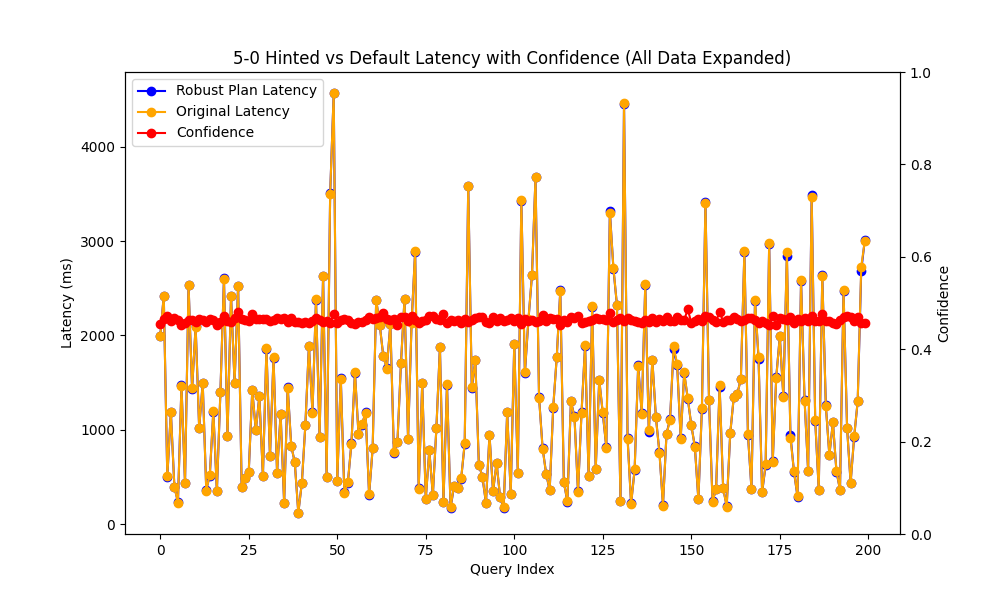 5-0 Hinted vs Default Latency with Confidence (All Data Expanded)
Robust Plan Latency
Original Latency
Confidence
Latency (ms)
4000
3000
2000
1000
0
1.0
0.8
0.6
0.4
0.2
0.0
Confidence
0 25 50 75 100 125 150 175 200
Query Index